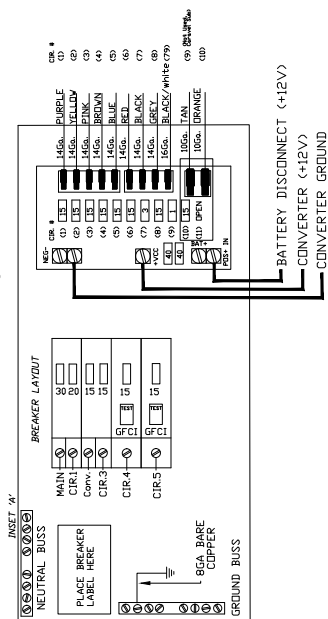 INSET 'A'
NEUTRAL BUSS
PLACE BREAKER
LABEL HERE
8GA BARE
COPPER
GROUND BUSS
BREAKER LAYOUT
MAIN 30
CIR.1 20
Conv. 15
CIR.3 15
CIR.4 GFCI TEST 15
CIR.5 GFCI TEST 15
NEG-
+VCC
40
40
BAT+
POS+ IN
CIR. # CIR. #
(1) 15 14Ga. PURPLE (1)
(2) 15 14Ga. YELLOW (2)
(3) 15 14Ga. PINK (3)
(4) 15 14Ga. BROWN (4)
(5) 15 14Ga. BLUE (5)
(6) 15 14Ga. RED (6)
(7) 3 14Ga. BLACK (7)
(8) 15 14Ga. GREY (8)
(9) 1 16Ga. BLACK/white (79)
(10) 15 10Ga. TAN (9)
(11) OPEN 10Ga. ORANGE (10)
BATTERY DISCONNECT (+12V)
CONVERTER (+12V)
CONVERTER GROUND